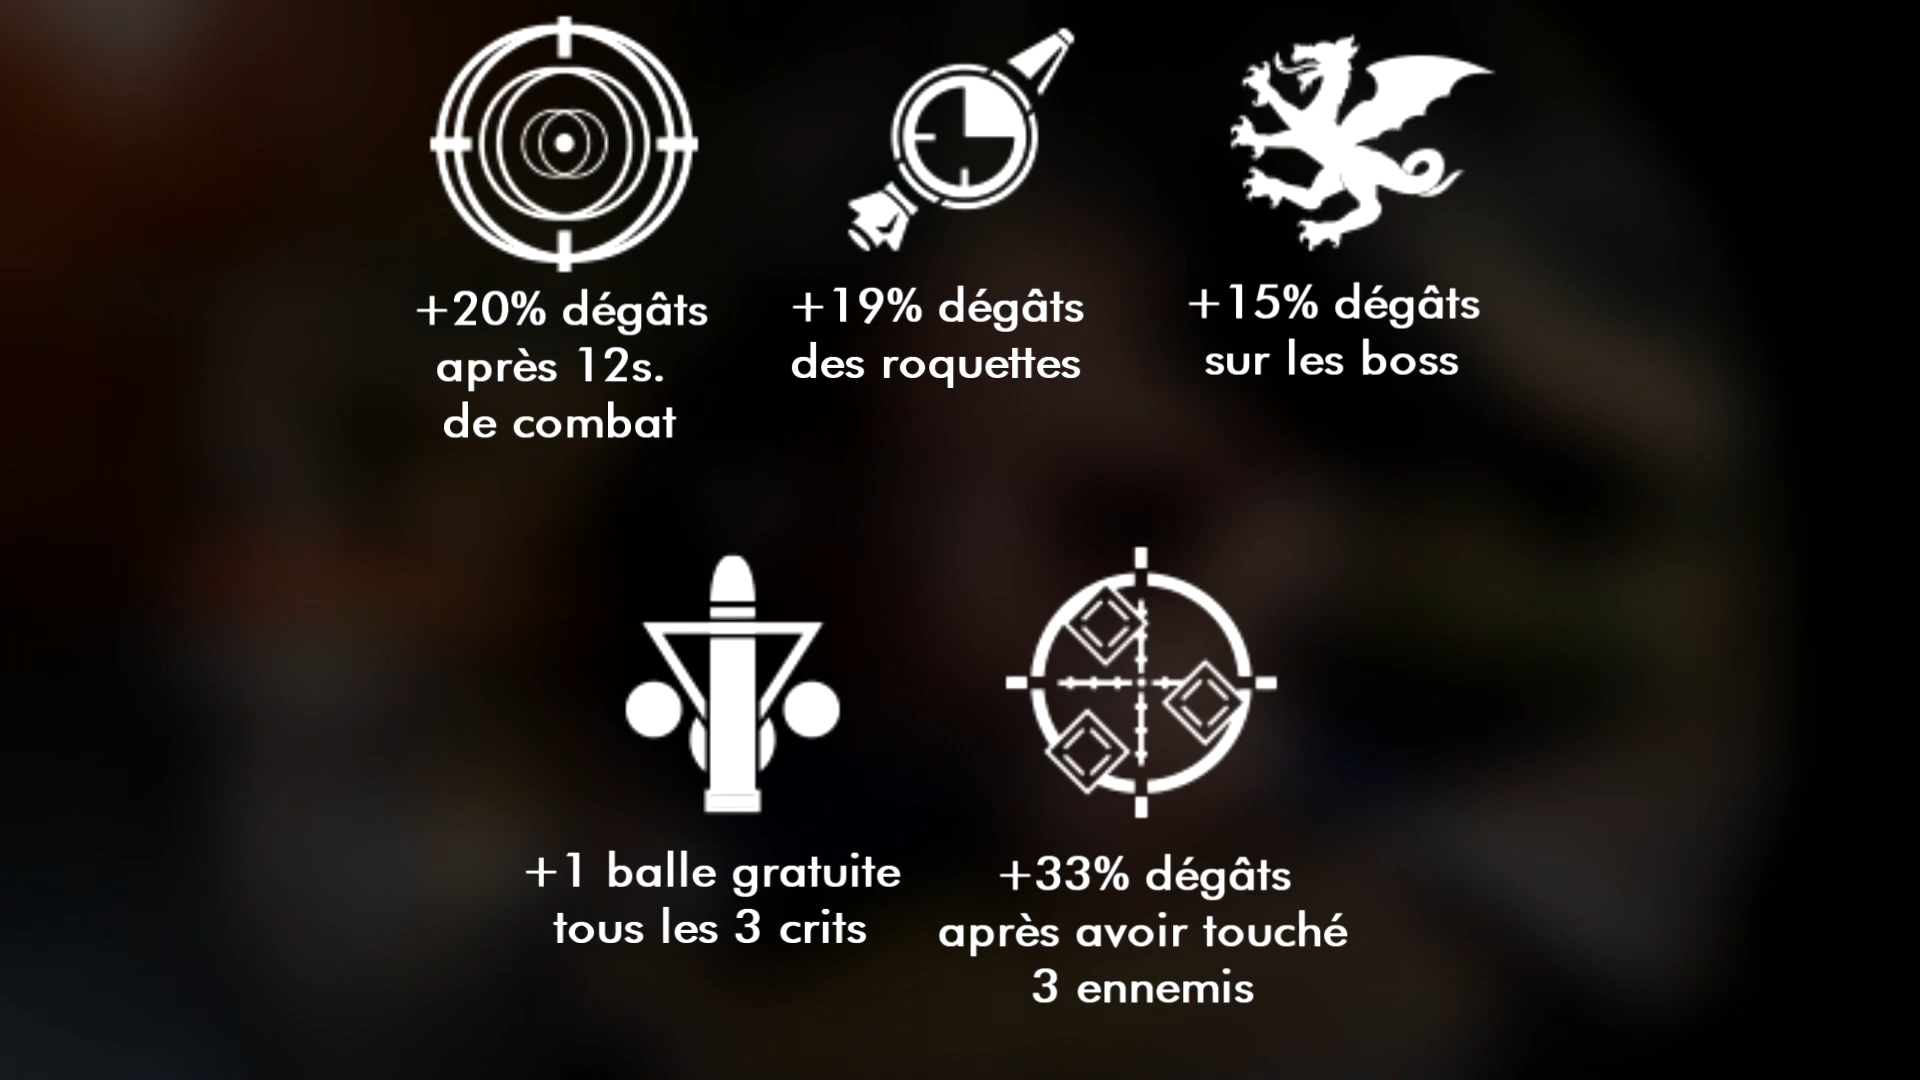 +20% dégâts
après 12s.
de combat
+19% dégâts
des roquettes
+15% dégâts
sur les boss
+1 balle gratuite
tous les 3 crits
+33% dégâts
après avoir touché
3 ennemis